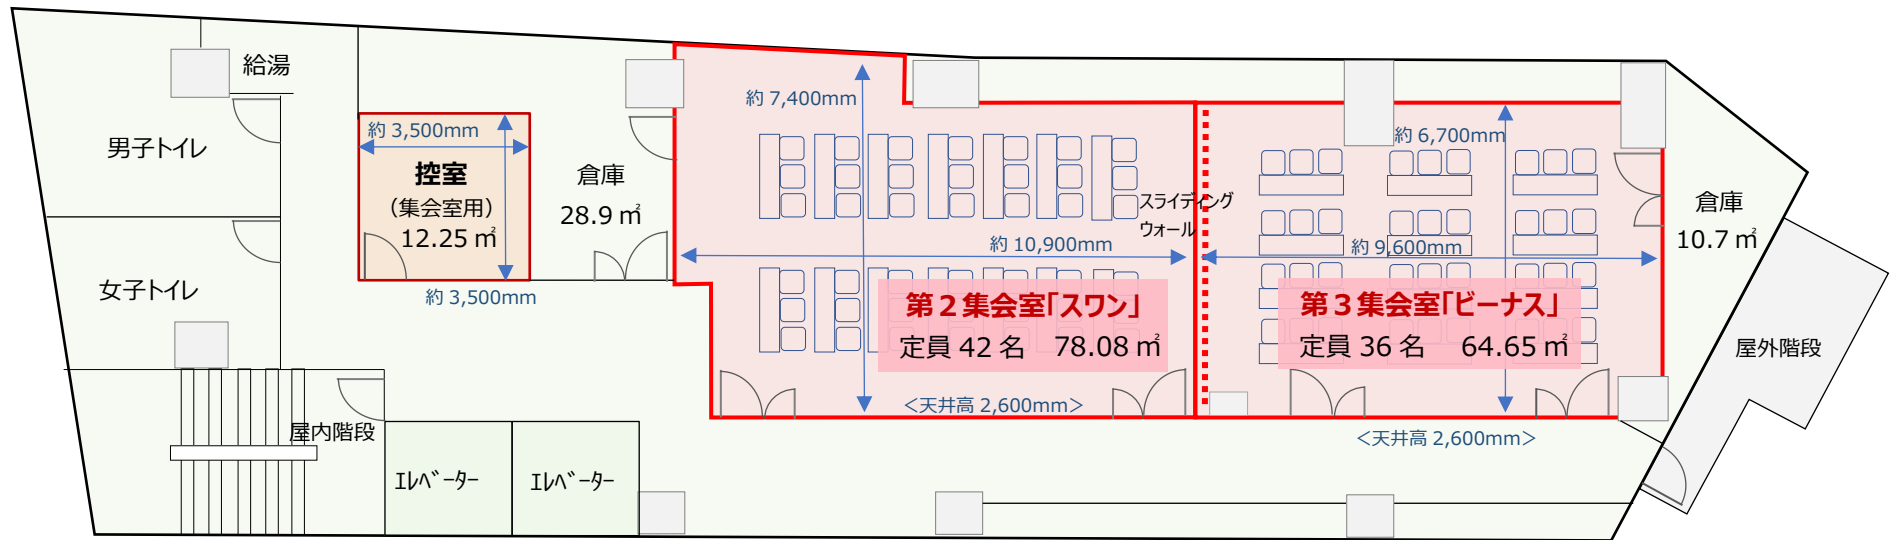 給湯
男子トイレ
女子トイレ
屋内階段
エレベーター
エレベーター
約 3,500mm
控室
（集会室用）
12.25 ㎡
約 3,500mm
倉庫
28.9 ㎡
約 7,400mm
約 10,900mm
スライディング
ウォール
第２集会室「スワン」
定員 42 名　78.08 ㎡
＜天井高 2,600mm＞
約 6,700mm
約 9,600mm
第３集会室「ビーナス」
定員 36 名　64.65 ㎡
＜天井高 2,600mm＞
倉庫
10.7 ㎡
屋外階段